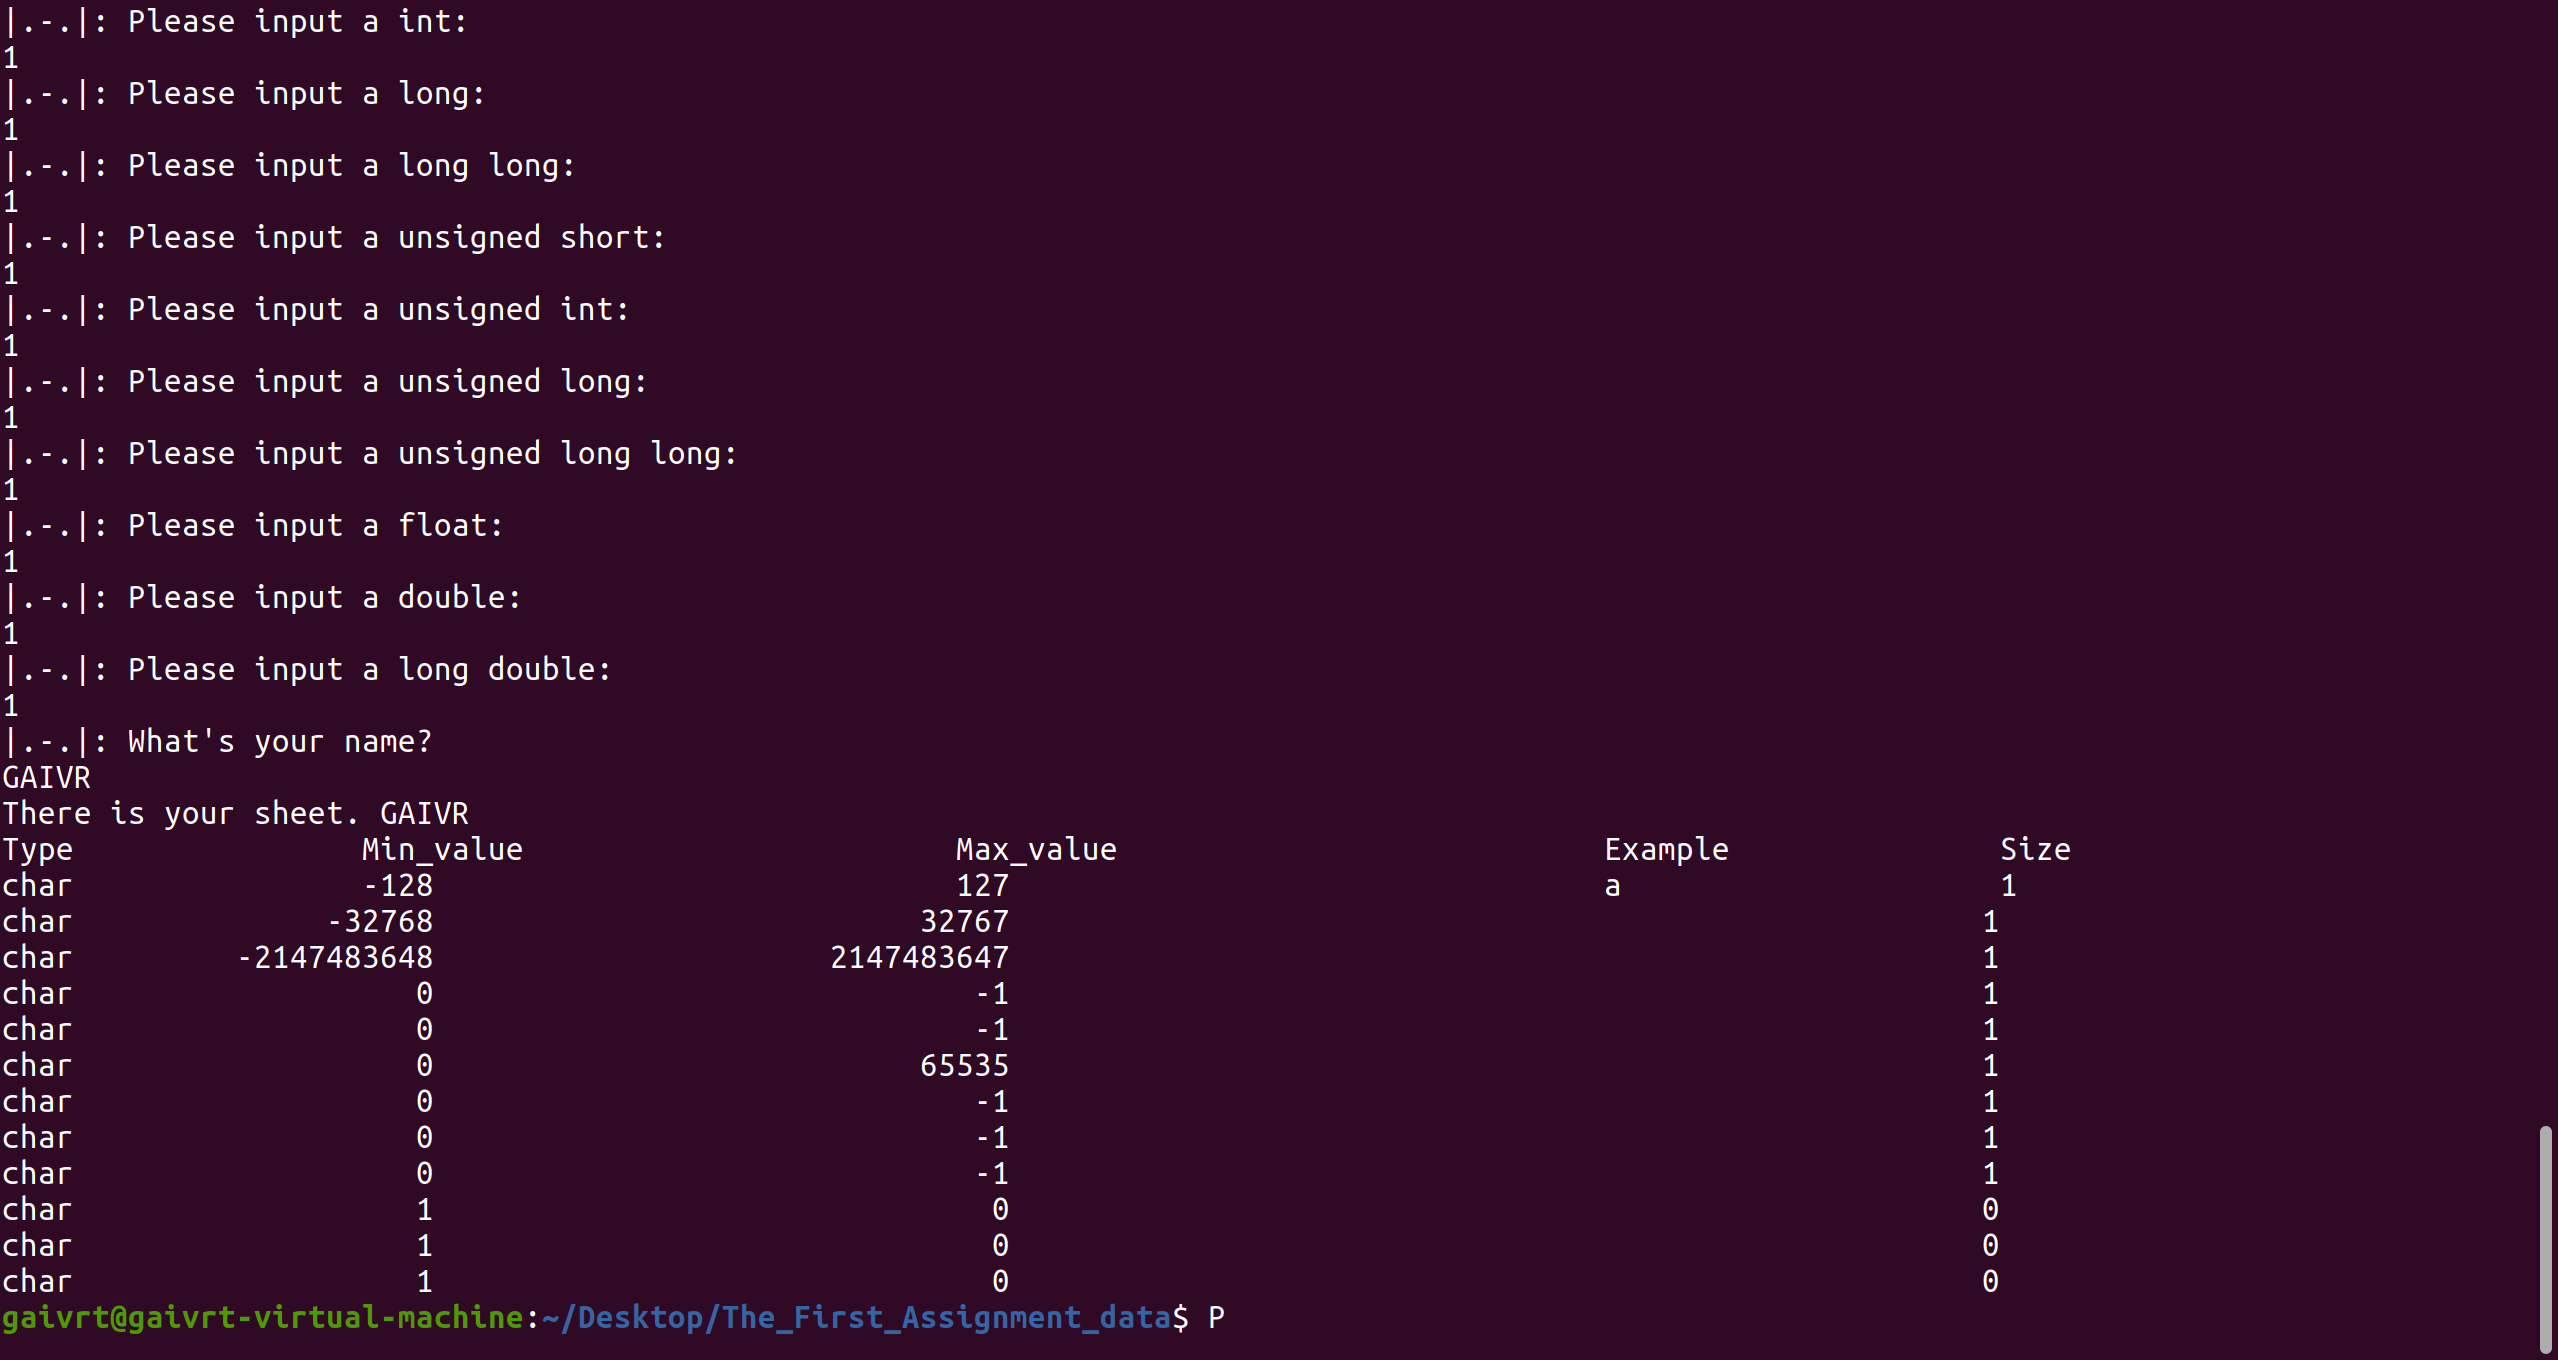 |.-.|: Please input a int:
1
|.-.|: Please input a long:
1
|.-.|: Please input a long long:
1
|.-.|: Please input a unsigned short:
1
|.-.|: Please input a unsigned int:
1
|.-.|: Please input a unsigned long:
1
|.-.|: Please input a unsigned long long:
1
|.-.|: Please input a float:
1
|.-.|: Please input a double:
1
|.-.|: Please input a long double:
1
|.-.|: What's your name?
GAIVR
There is your sheet. GAIVR
Type Min_value Max_value Example Size
char -128 127 a 1
char -32768 32767 1
char -2147483648 2147483647 1
char 0 -1 1
char 0 -1 1
char 0 65535 1
char 0 -1 1
char 0 -1 1
char 0 -1 1
char 1 0 0
char 1 0 0
char 1 0 0
gaivrt@gaivrt-virtual-machine:~/Desktop/The_First_Assignment_data$ P